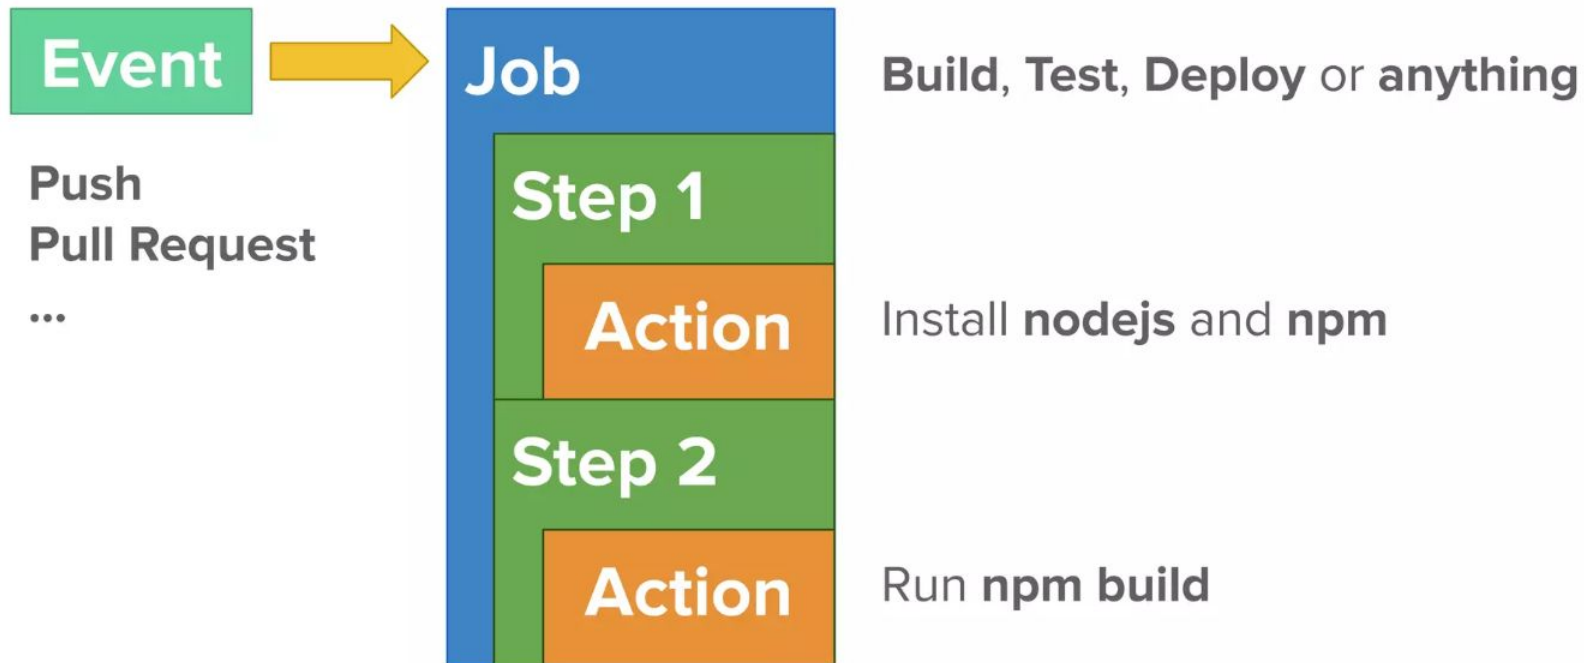 Event
Push
Pull Request
...
Job
Build, Test, Deploy or anything
Step 1
Action
Install nodejs and npm
Step 2
Action
Run npm build